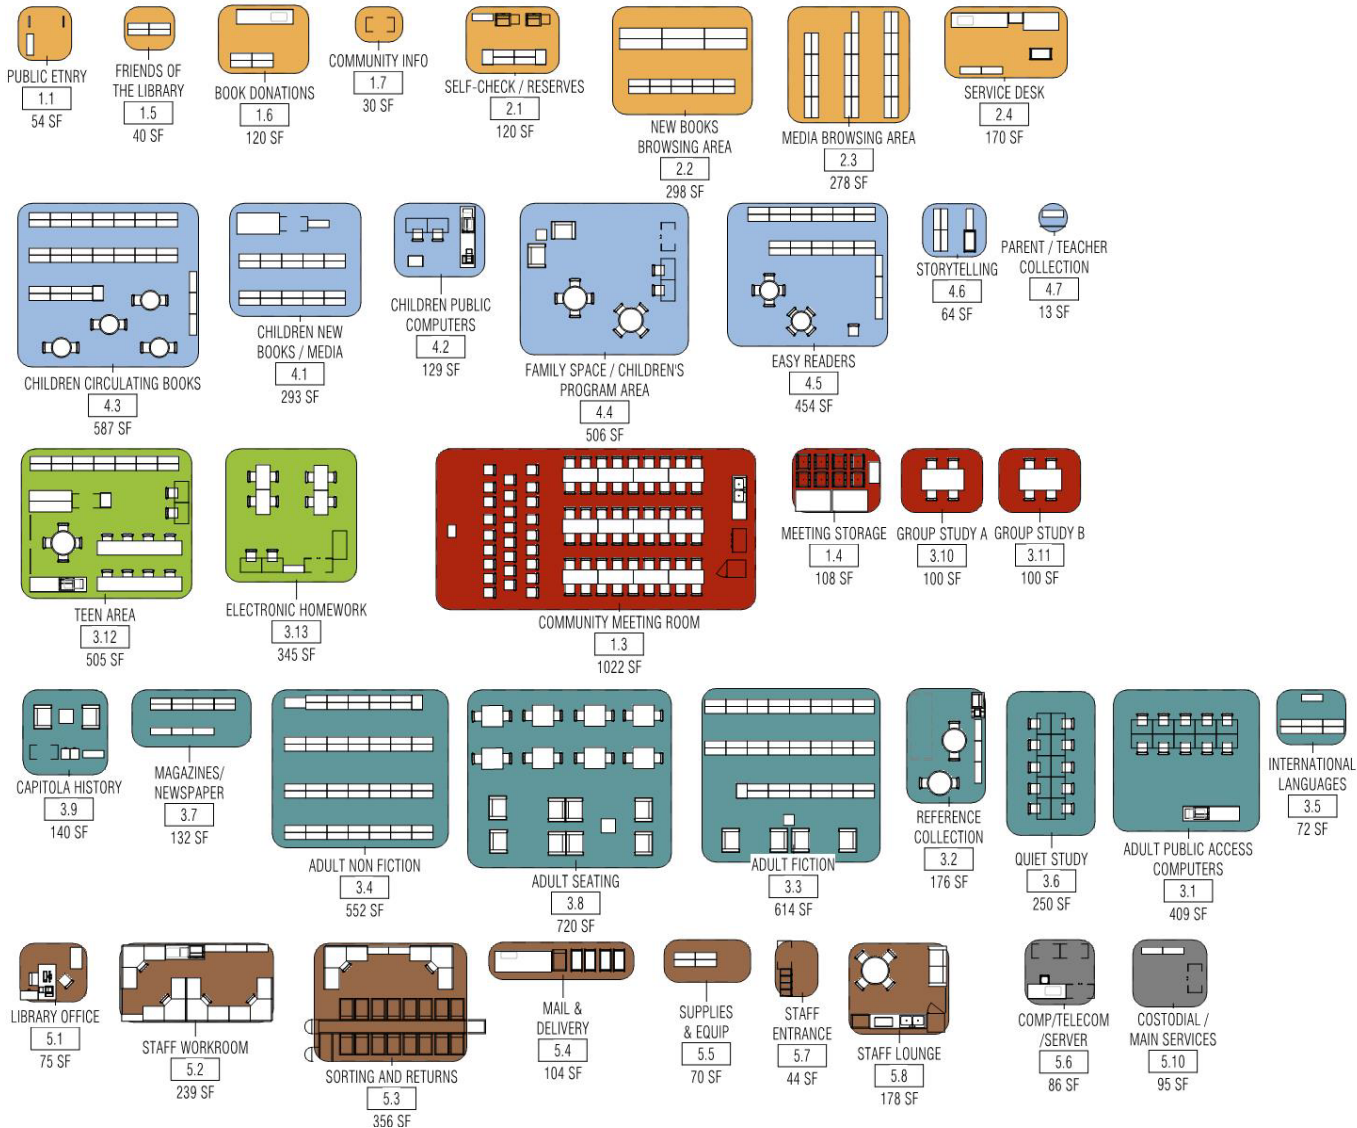 PUBLIC ETNRY
1.1
54 SF
FRIENDS OF
THE LIBRARY
1.5
40 SF
BOOK DONATIONS
1.6
120 SF
COMMUNITY INFO
1.7
30 SF
SELF-CHECK / RESERVES
2.1
120 SF
NEW BOOKS
BROWSING AREA
2.2
298 SF
MEDIA BROWSING AREA
2.3
278 SF
SERVICE DESK
2.4
170 SF
CHILDREN CIRCULATING BOOKS
4.3
587 SF
CHILDREN NEW
BOOKS / MEDIA
4.1
293 SF
CHILDREN PUBLIC
COMPUTERS
4.2
129 SF
FAMILY SPACE / CHILDREN'S
PROGRAM AREA
4.4
506 SF
EASY READERS
4.5
454 SF
STORYTELLING
4.6
64 SF
PARENT / TEACHER
COLLECTION
4.7
13 SF
TEEN AREA
3.12
505 SF
ELECTRONIC HOMEWORK
3.13
345 SF
COMMUNITY MEETING ROOM
1.3
1022 SF
MEETING STORAGE
1.4
108 SF
GROUP STUDY A
3.10
100 SF
GROUP STUDY B
3.11
100 SF
CAPITOLA HISTORY
3.9
140 SF
MAGAZINES/
NEWSPAPER
3.7
132 SF
ADULT NON FICTION
3.4
552 SF
ADULT SEATING
3.8
720 SF
ADULT FICTION
3.3
614 SF
REFERENCE
COLLECTION
3.2
176 SF
QUIET STUDY
3.6
250 SF
ADULT PUBLIC ACCESS
COMPUTERS
3.1
409 SF
INTERNATIONAL
LANGUAGES
3.5
72 SF
LIBRARY OFFICE
5.1
75 SF
STAFF WORKROOM
5.2
239 SF
SORTING AND RETURNS
5.3
356 SF
MAIL &
DELIVERY
5.4
104 SF
SUPPLIES
& EQUIP
5.5
70 SF
STAFF
ENTRANCE
5.7
44 SF
STAFF LOUNGE
5.8
178 SF
COMP/TELECOM
/SERVER
5.6
86 SF
CUSTODIAL /
MAIN SERVICES
5.10
95 SF